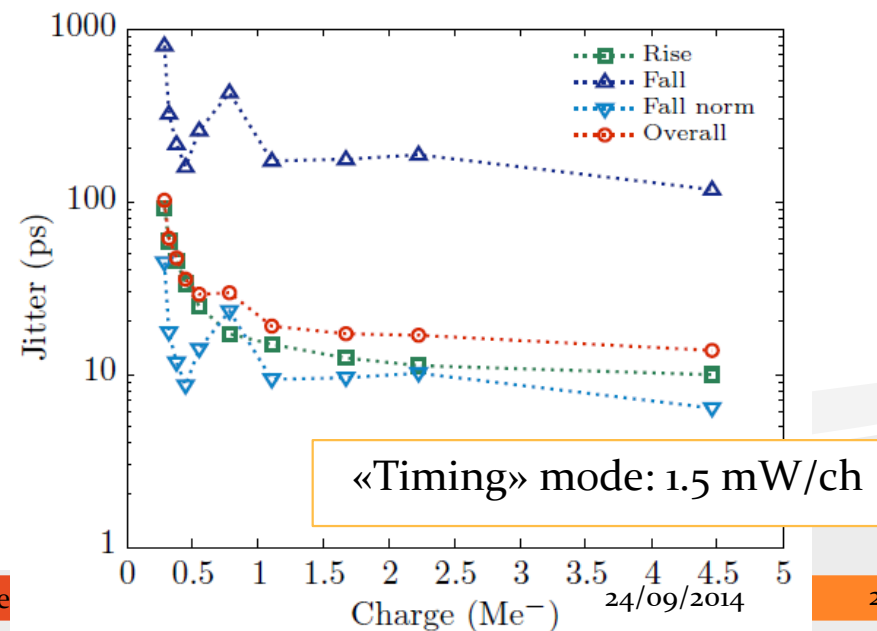 1000
100
10
1
Jitter (ps)
Rise
Fall
Fall norm
Overall
«Timing» mode: 1.5 mW/ch
0 0.5 1 1.5 2 2.5 3 3.5 4 4.5 5
Charge (Me⁻)
e
24/09/2014
2